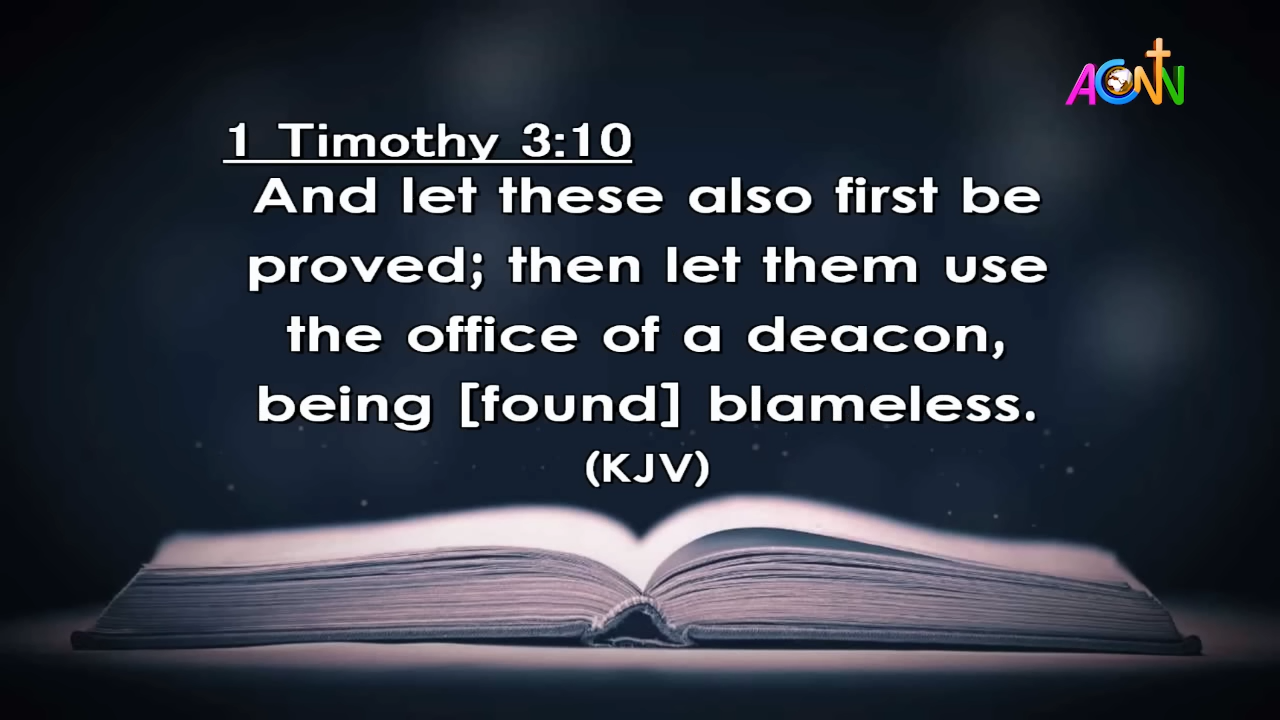 ACNN
1 Timothy 3:10
And let these also first be
proved; then let them use
the office of a deacon,
being [found] blameless.
(KJV)